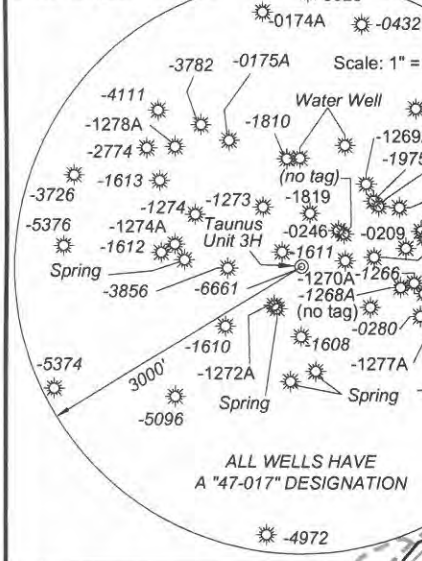 -0174A
-0432
-3782
-0175A
Scale: 1" =
-4111
Water Well
-1278A
-1810
-2774
-1269
-1975
(no tag)
-3726
-1613
-1274
-1273
-1819
-5376
-1274A
Taunus
Unit 3H
-0246
-0209
-1612
-1611
Spring
-1270A
-1266
-3856
-6661
-1268A
(no tag)
-0280
-1610
-1608
-1272A
-1277A
-5374
3000'
Spring
Spring
-5096
ALL WELLS HAVE
A "47-017" DESIGNATION
-4972